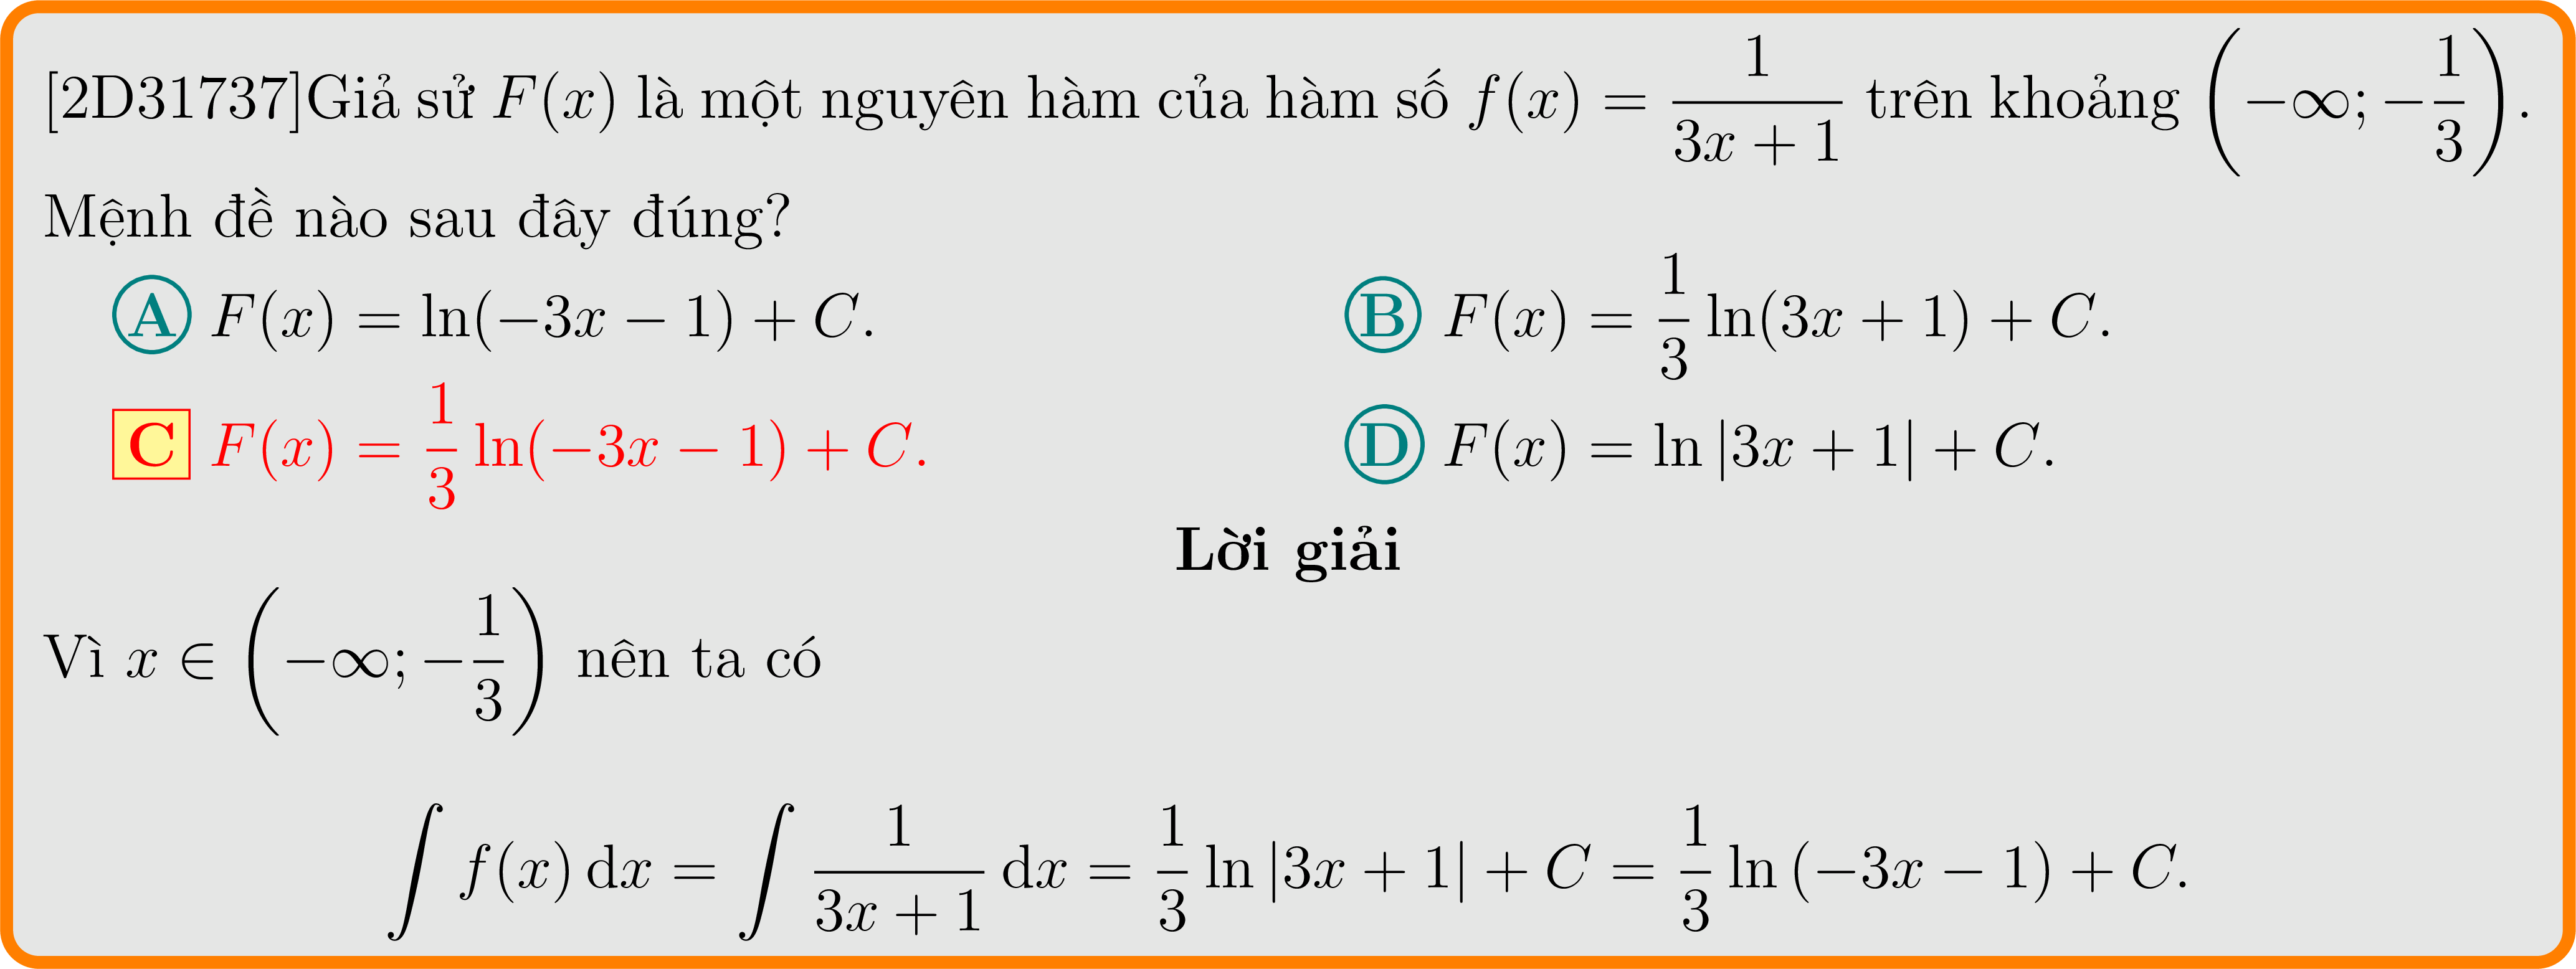 [2D31737]Giả sử F(x) là một nguyên hàm của hàm số f(x) = \frac{1}{3x + 1} trên khoảng \left(-\infty; -\frac{1}{3}\right).
Mệnh đề nào sau đây đúng?
A F(x) = ln(−3x − 1) + C. B F(x) = \frac{1}{3} ln(3x + 1) + C.
C F(x) = \frac{1}{3} ln(−3x − 1) + C. D F(x) = ln |3x + 1| + C.
Lời giải
Vì x ∈ \left(-\infty; -\frac{1}{3}\right) nên ta có
\int f(x) dx = \int \frac{1}{3x + 1} dx = \frac{1}{3} ln |3x + 1| + C = \frac{1}{3} ln (−3x − 1) + C.